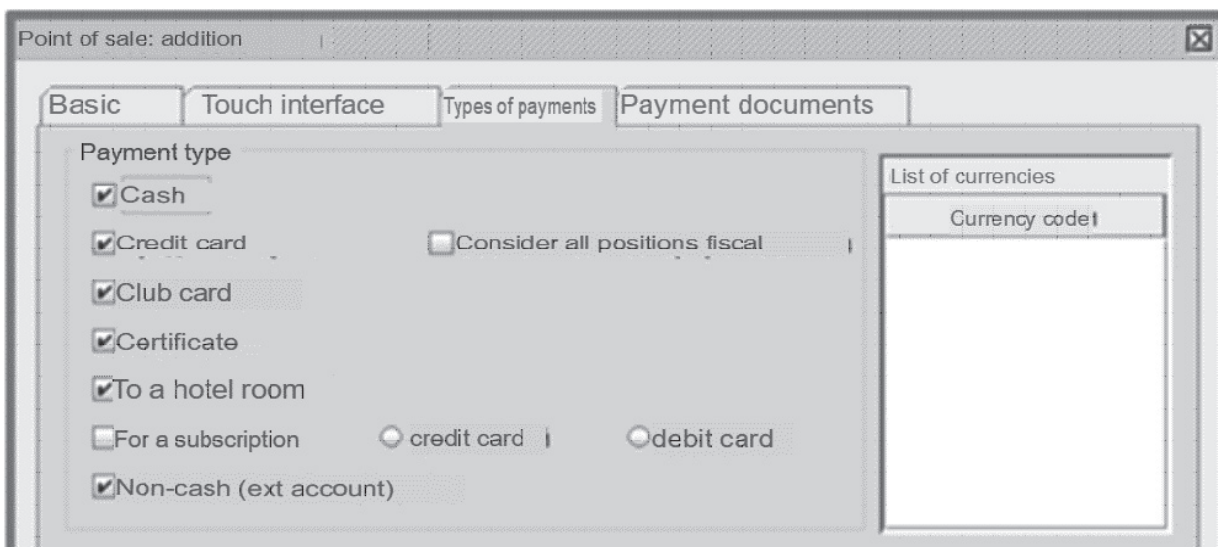 Point of sale: addition
Basic Touch interface Types of payments Payment documents
Payment type
Cash
Credit card Consider all positions fiscal
Club card
Certificate
To a hotel room
For a subscription credit card debit card
Non-cash (ext account)
List of currencies
Currency code